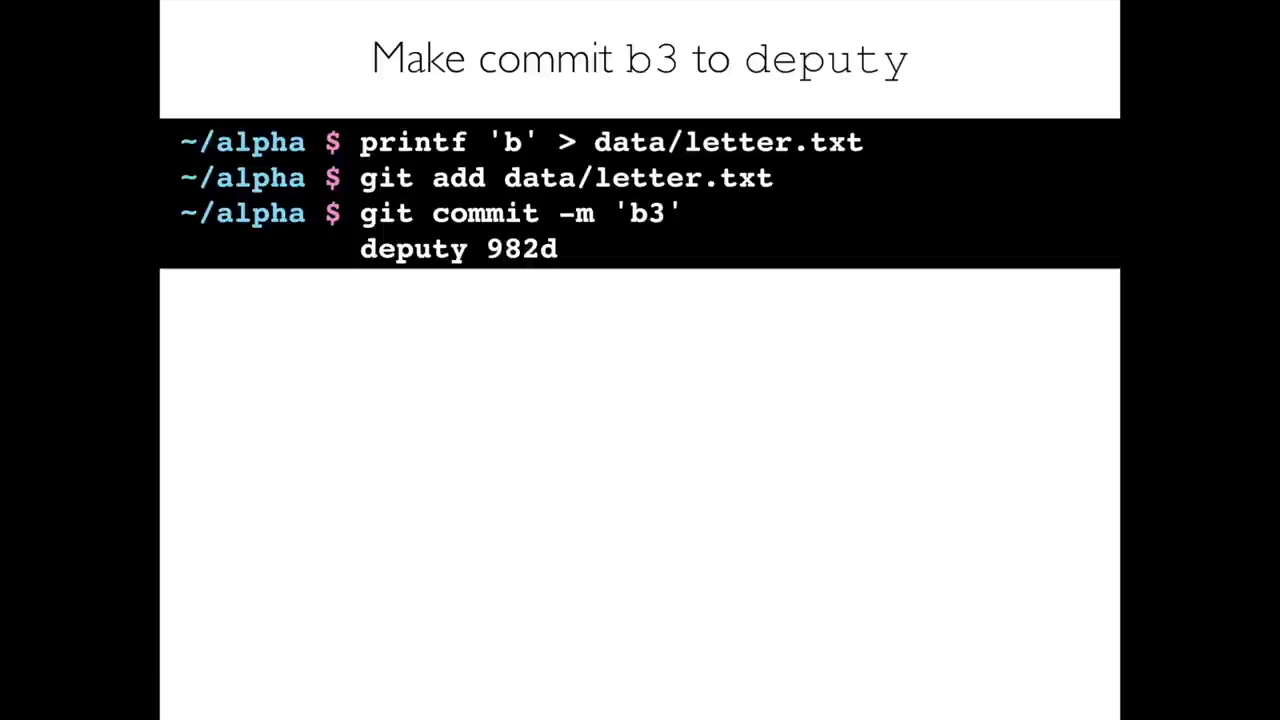 Make commit b3 to deputy
~/alpha $ printf 'b' > data/letter.txt
~/alpha $ git add data/letter.txt
~/alpha $ git commit -m 'b3'
deputy 982d